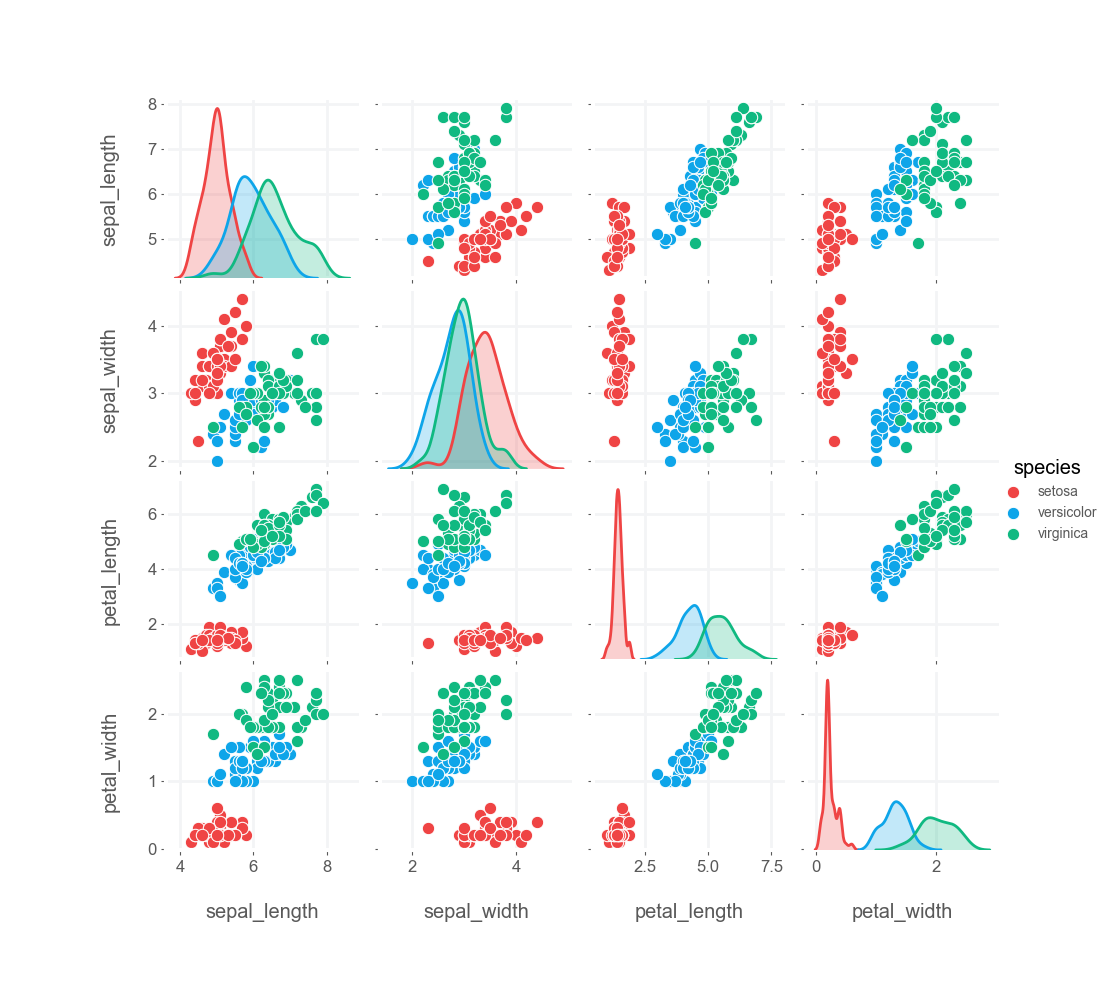 8
7
6
5
sepal_length
4
3
2
sepal_width
6
4
2
petal_length
2
1
0
petal_width
4 6 8
2 4
2.5 5.0 7.5
0 2
sepal_length sepal_width petal_length petal_width
species
setosa
versicolor
virginica